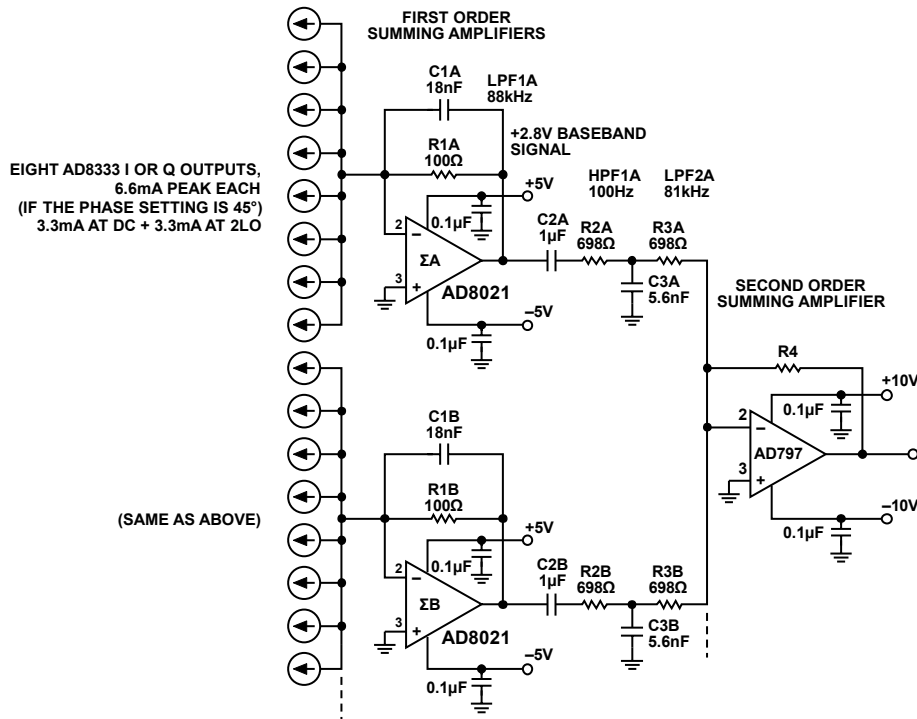 FIRST ORDER
SUMMING AMPLIFIERS
C1A
18nF
LPF1A
88kHz
R1A
100Ω
+2.8V BASEBAND
SIGNAL
EIGHT AD8333 I OR Q OUTPUTS,
6.6mA PEAK EACH
(IF THE PHASE SETTING IS 45°)
3.3mA AT DC + 3.3mA AT 2LO
+5V
0.1µF
HPF1A
100Hz
LPF2A
81kHz
C2A
1µF
R2A
698Ω
R3A
698Ω
2
–
ΣA
3
+
AD8021
C3A
5.6nF
–5V
0.1µF
SECOND ORDER
SUMMING AMPLIFIER
R4
+10V
0.1µF
2
–
AD797
3
+
–10V
0.1µF
C1B
18nF
R1B
100Ω
(SAME AS ABOVE)
+5V
0.1µF
C2B
1µF
R2B
698Ω
R3B
698Ω
2
–
ΣB
3
+
AD8021
C3B
5.6nF
–5V
0.1µF